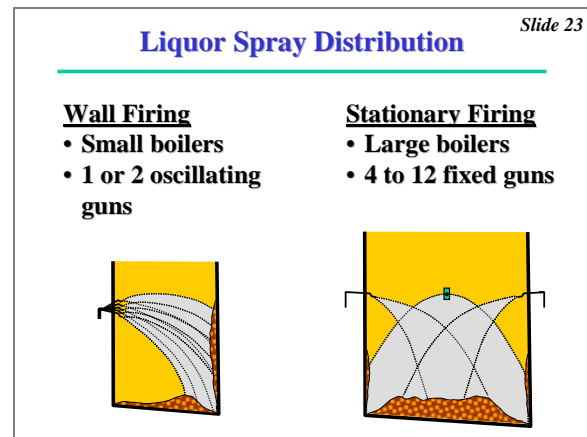 Slide 23
Liquor Spray Distribution
Wall Firing
• Small boilers
• 1 or 2 oscillating
guns
Stationary Firing
• Large boilers
• 4 to 12 fixed guns